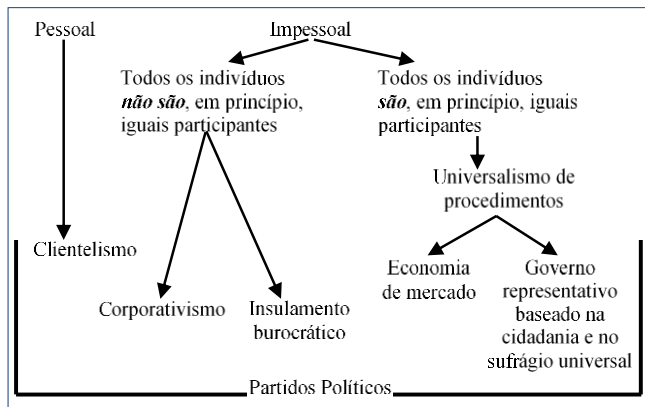 Pessoal
Impessoal
Todos os indivíduos
não são, em princípio,
iguais participantes
Todos os indivíduos
são, em princípio, iguais
participantes
Universalismo de
procedimentos
Clientelismo
Corporativismo
Insulamento
burocrático
Economia
de mercado
Governo
representativo
baseado na
cidadania e no
sufrágio universal
Partidos Políticos